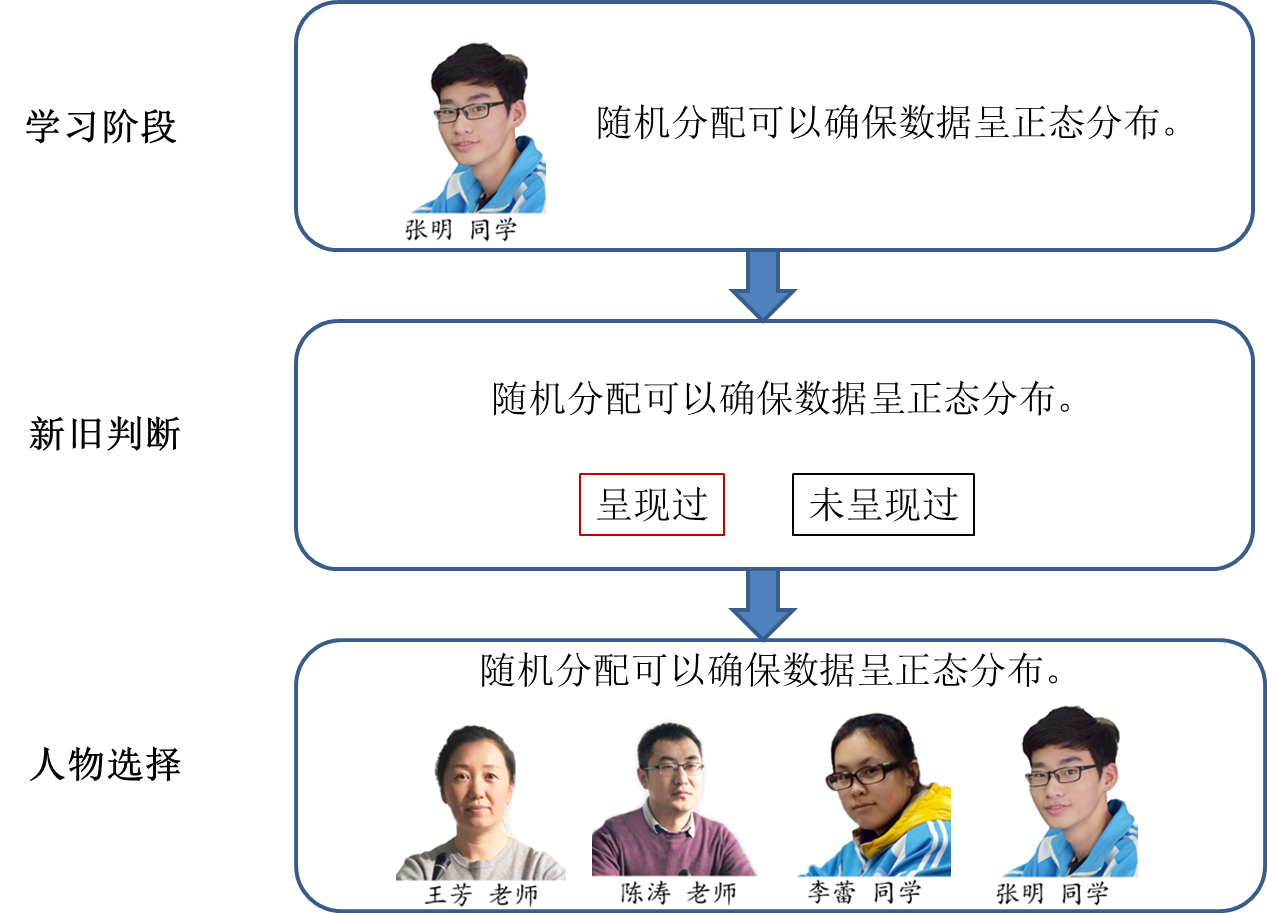 学习阶段
随机分配可以确保数据呈正态分布。
张明 同学
新旧判断
随机分配可以确保数据呈正态分布。
呈现过 未呈现过
人物选择
随机分配可以确保数据呈正态分布。
王芳 老师 陈涛 老师 李蕾 同学 张明 同学